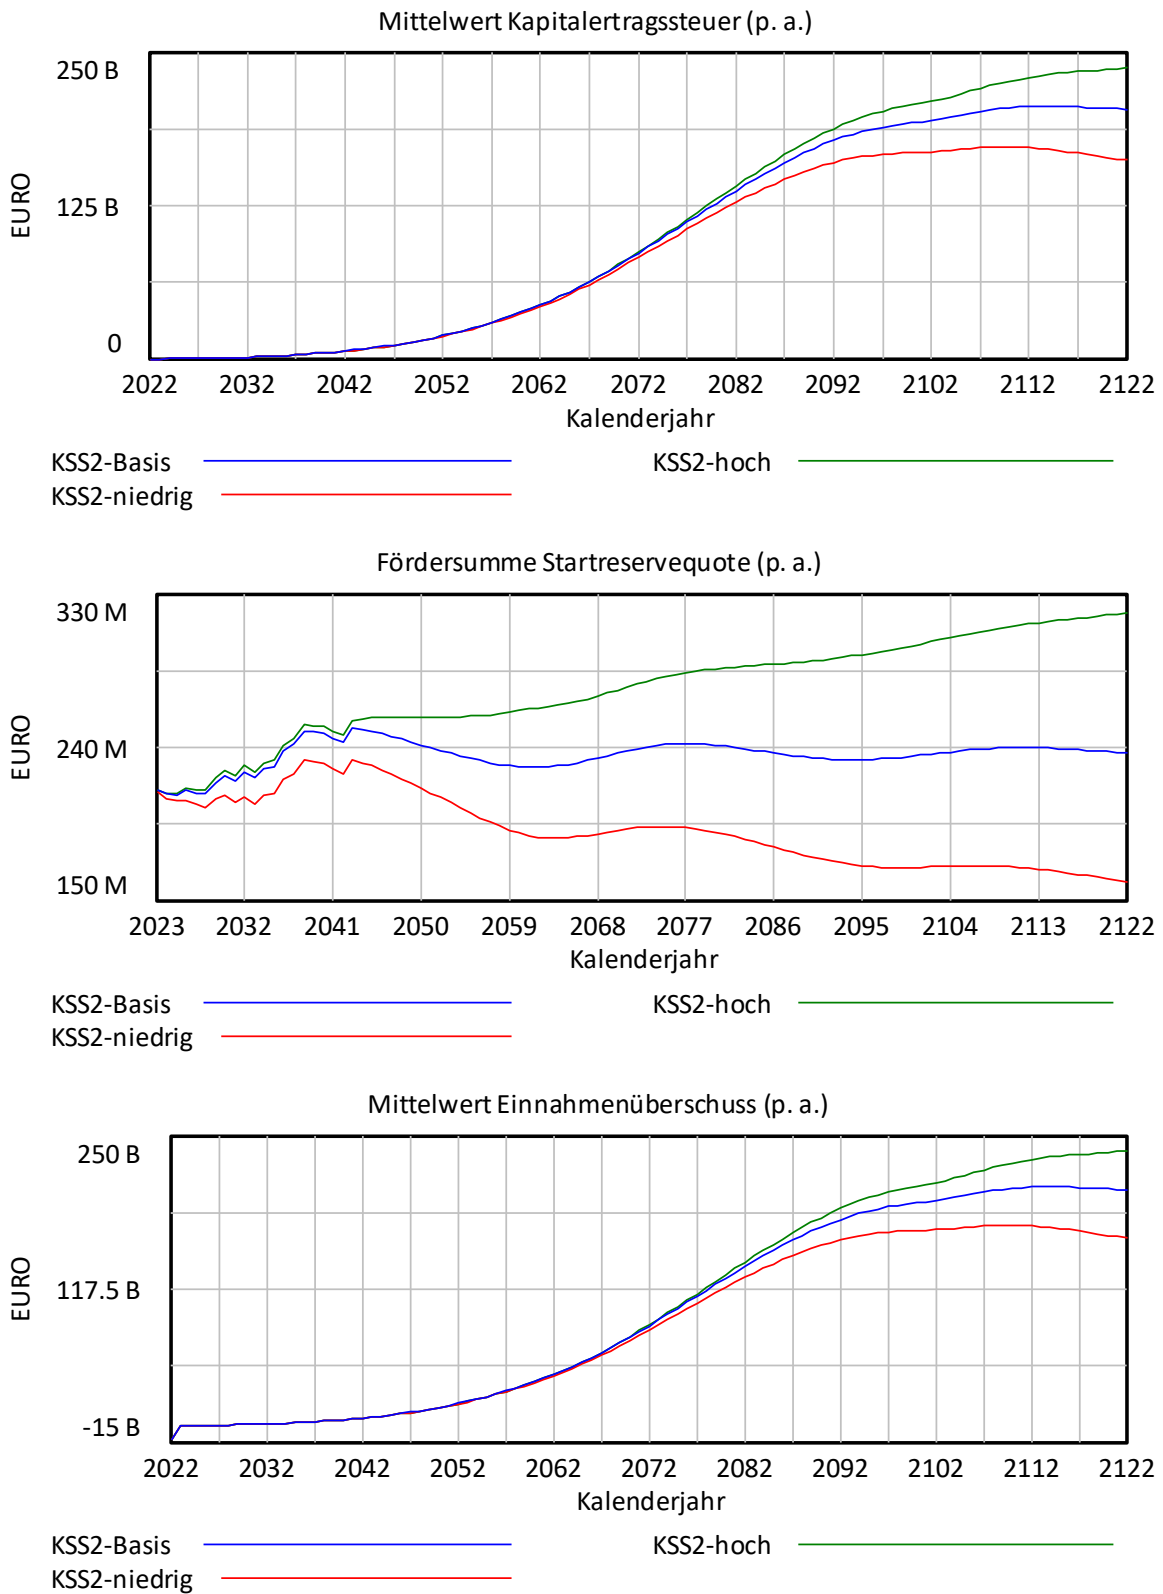 Mittelwert Kapitalertragssteuer (p. a.)
250 B
125 B
0
EURO
2022 2032 2042 2052 2062 2072 2082 2092 2102 2112 2122
Kalenderjahr
KSS2-Basis KSS2-hoch
KSS2-niedrig
Fördersumme Startreservequote (p. a.)
330 M
240 M
150 M
EURO
2023 2032 2041 2050 2059 2068 2077 2086 2095 2104 2113 2122
Kalenderjahr
KSS2-Basis KSS2-hoch
KSS2-niedrig
Mittelwert Einnahmenüberschuss (p. a.)
250 B
117.5 B
-15 B
EURO
2022 2032 2042 2052 2062 2072 2082 2092 2102 2112 2122
Kalenderjahr
KSS2-Basis KSS2-hoch
KSS2-niedrig